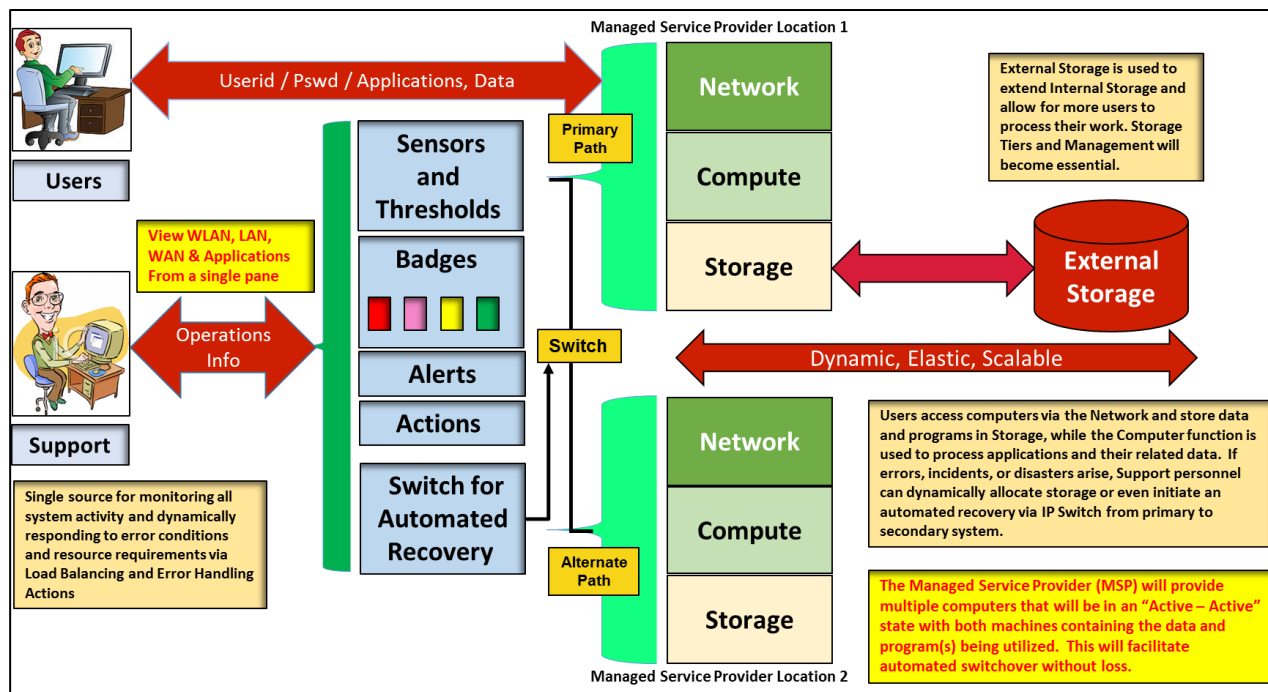 Managed Service Provider Location 1
Userid / Pswd / Applications, Data
Users
Primary
Path
Network
Compute
Storage
External Storage is used to
extend Internal Storage and
allow for more users to
process their work. Storage
Tiers and Management will
become essential.
External
Storage
Sensors
and
Thresholds
Badges
Alerts
Actions
Switch for
Automated
Recovery
View WLAN, LAN,
WAN & Applications
From a single pane
Operations
Info
Support
Single source for monitoring all
system activity and dynamically
responding to error conditions
and resource requirements via
Load Balancing and Error Handling
Actions
Switch
Dynamic, Elastic, Scalable
Alternate
Path
Network
Compute
Storage
Managed Service Provider Location 2
Users access computers via the Network and store data
and programs in Storage, while the Computer function is
used to process applications and their related data. If
errors, incidents, or disasters arise, Support personnel
can dynamically allocate storage or even initiate an
automated recovery via IP Switch from primary to
secondary system.
The Managed Service Provider (MSP) will provide
multiple computers that will be in an “Active – Active”
state with both machines containing the data and
program(s) being utilized. This will facilitate
automated switchover without loss.